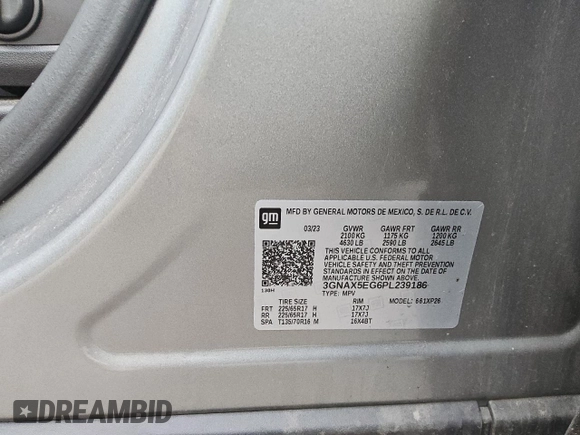 gm
MFD BY GENERAL MOTORS DE MEXICO, S. DE R.L. DE C.V.
03/23 GVWR GAWR FRT GAWR RR
2100 KG 1175 KG 1200 KG
4630 LB 2590 LB 2645 LB
THIS VEHICLE CONFORMS TO ALL
APPLICABLE U.S. FEDERAL MOTOR
VEHICLE SAFETY AND THEFT
PREVENTION STANDARDS IN
EFFECT ON THE DATE OF
MANUFACTURE SHOWN ABOVE.
3GNAX5EG6PL239186
TYPE: MPV
TIRE SIZE RIM MODEL: 661XP26
FRT 225/65R17 H 17X7J
RR 225/65R17 H 17X7J
SPA T135/70R16 M 16X4BT
DREAMBID